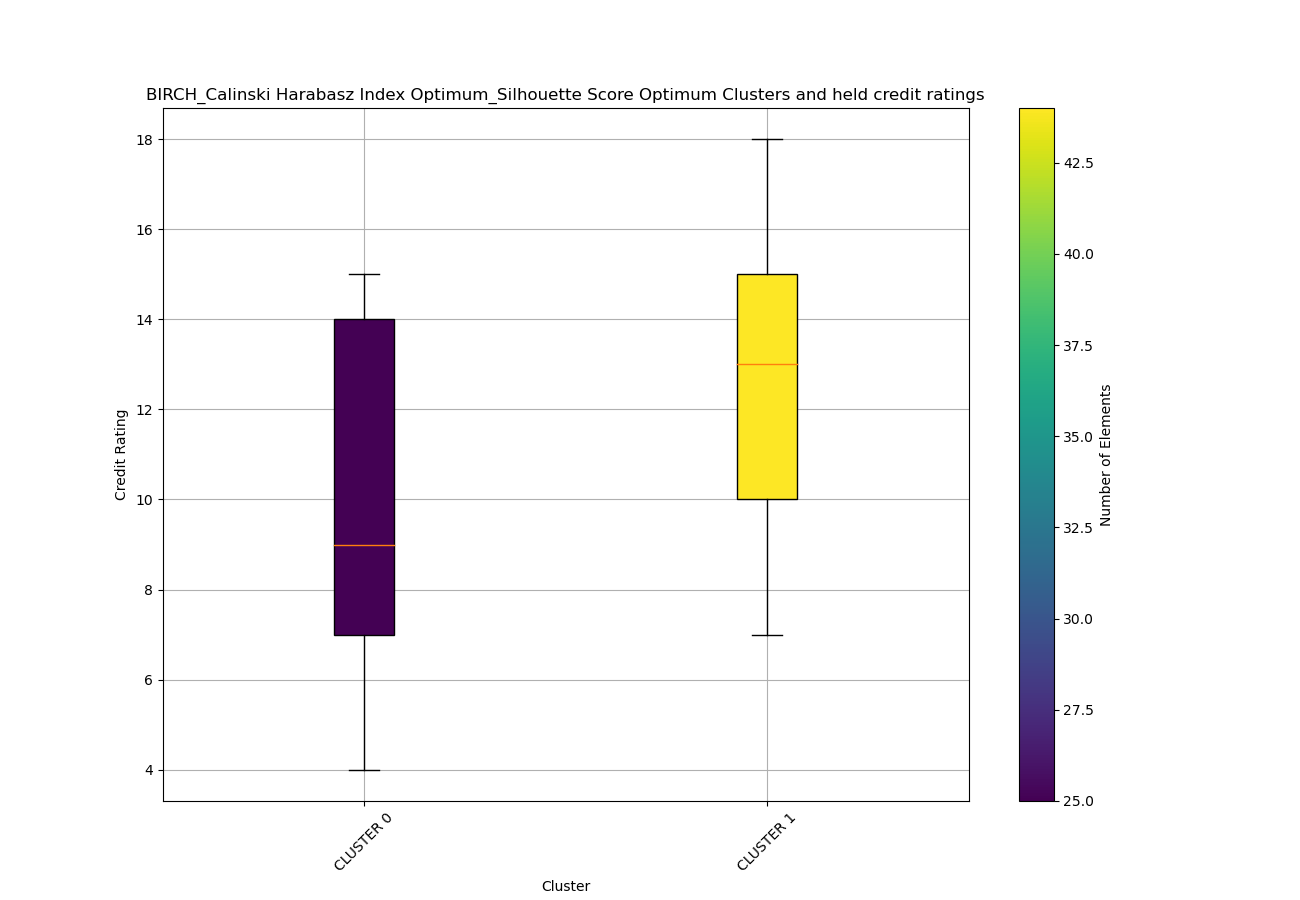 BIRCH_Calinski Harabasz Index Optimum_Silhouette Score Optimum Clusters and held credit ratings
18
16
14
12
10
8
6
4
Credit Rating
CLUSTER 0
CLUSTER 1
Cluster
42.5
40.0
37.5
35.0
32.5
30.0
27.5
25.0
Number of Elements